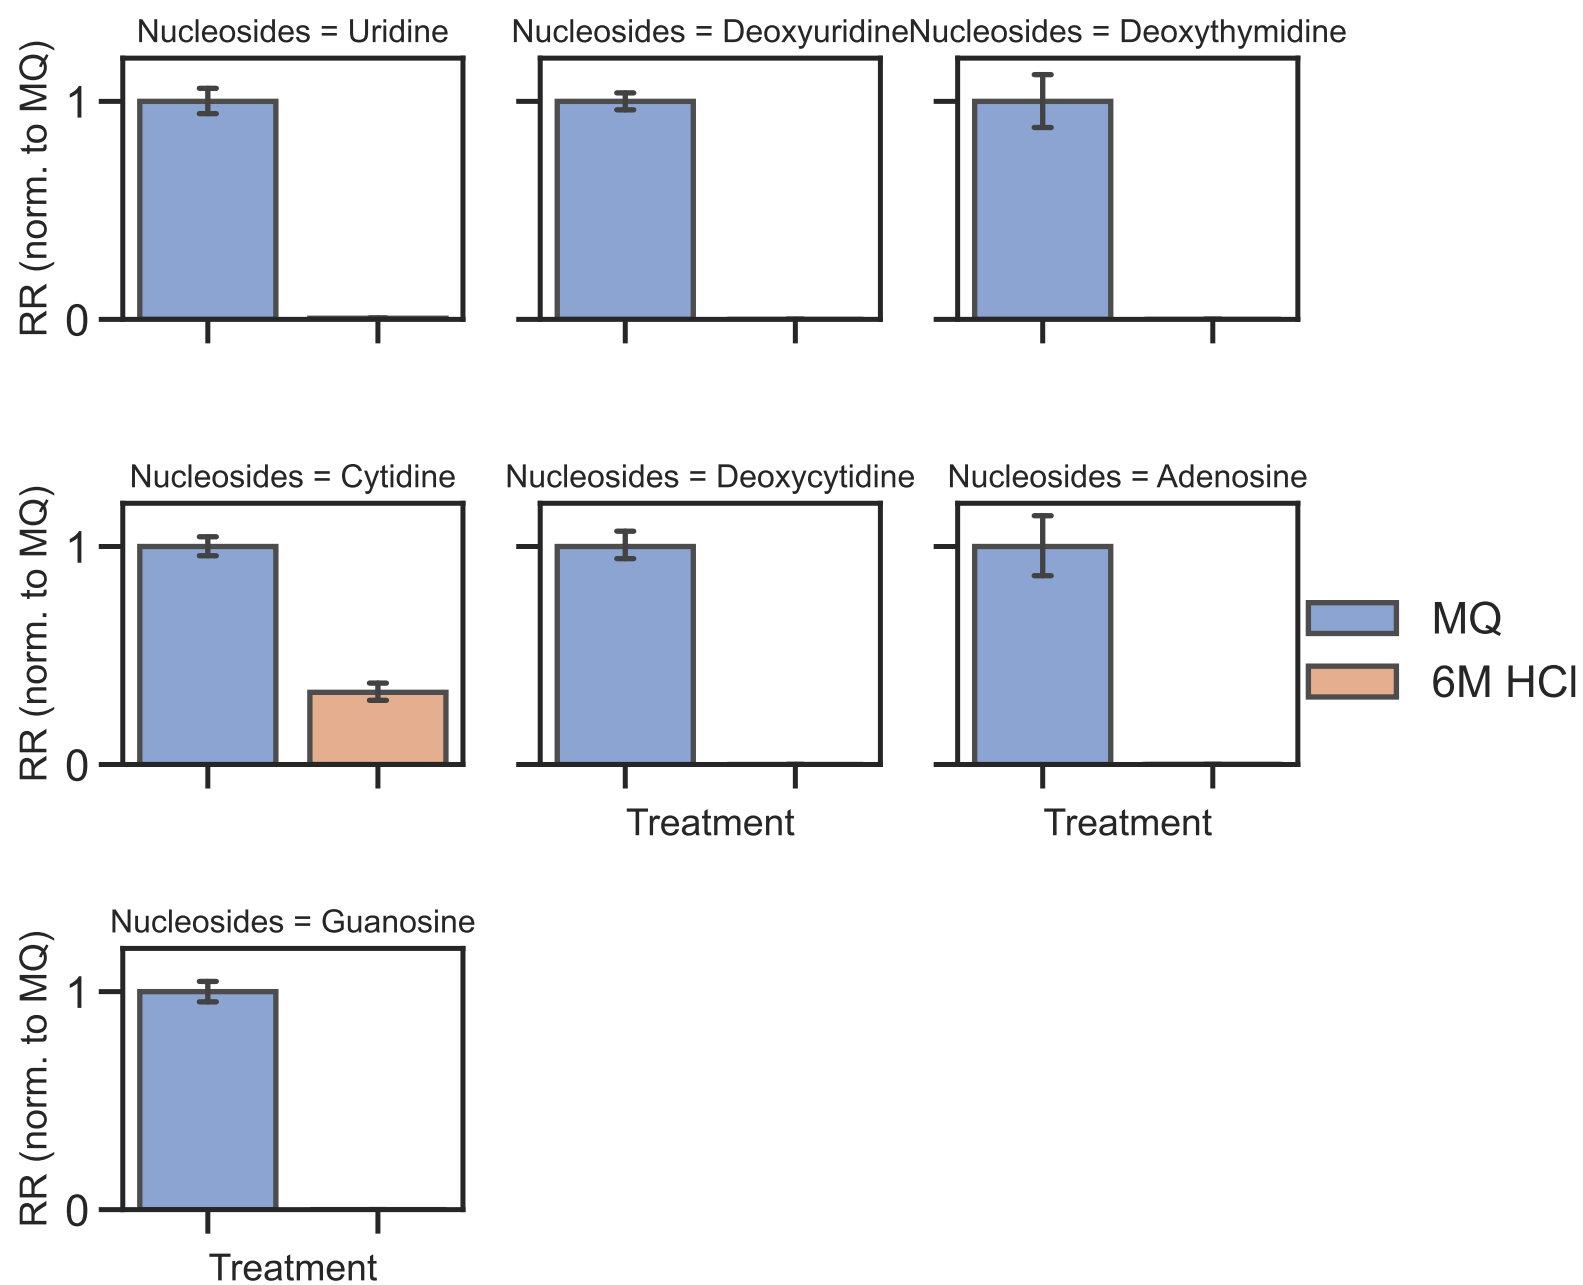 Nucleosides = Uridine
Nucleosides = Deoxyuridine
Nucleosides = Deoxythymidine
RR (norm. to MQ)
1
0
Nucleosides = Cytidine
Nucleosides = Deoxycytidine
Nucleosides = Adenosine
RR (norm. to MQ)
1
0
MQ
6M HCl
Treatment
Treatment
Nucleosides = Guanosine
RR (norm. to MQ)
1
0
Treatment